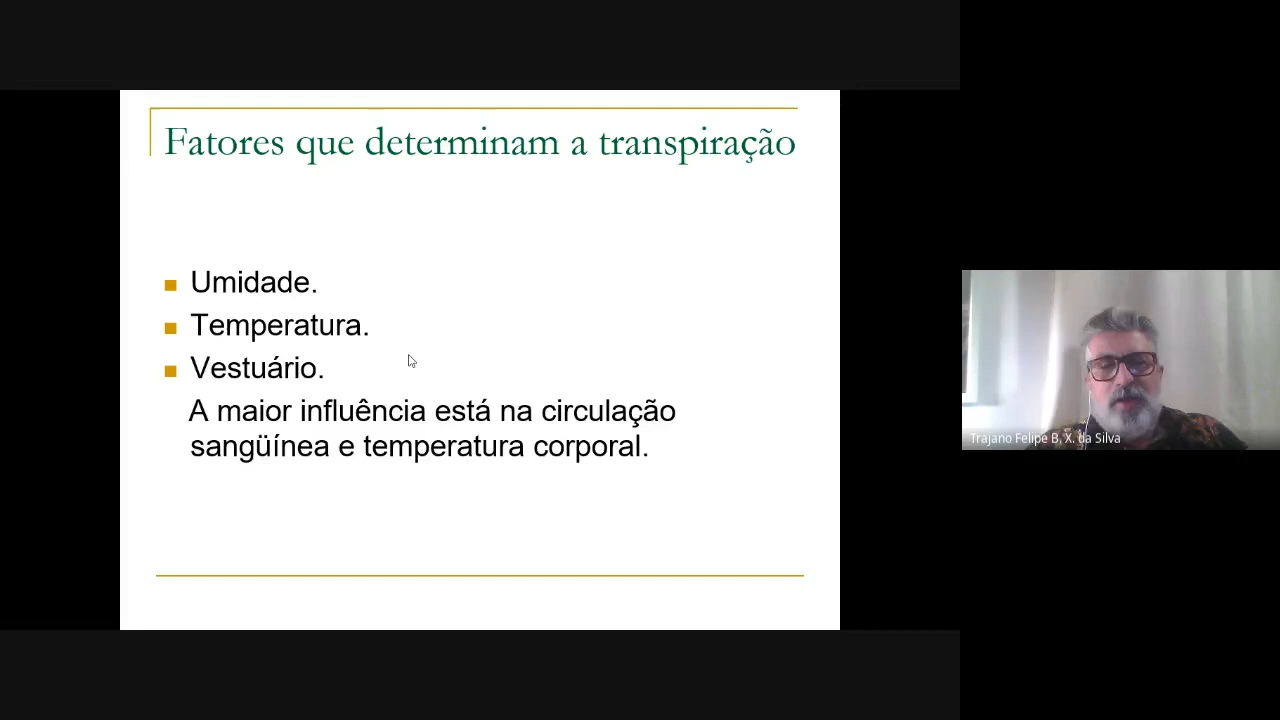 Fatores que determinam a transpiração
Umidade.
Temperatura.
Vestuário.
A maior influência está na circulação
sangüínea e temperatura corporal.
Trajano Felipe B. X. da Silva